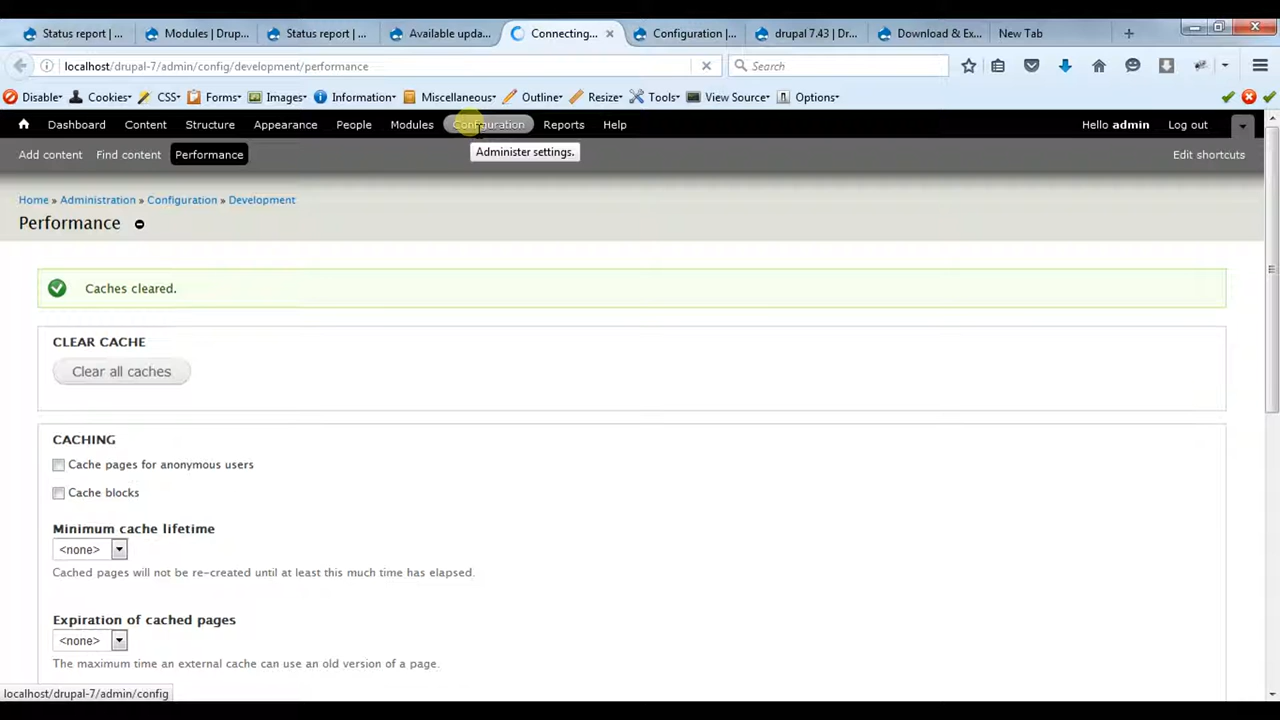 Status report | ...
Modules | Drup...
Status report | ...
Available upda...
Connecting...
Configuration |...
drupal 7.43 | Dr...
Download & Ex...
New Tab
localhost/drupal-7/admin/config/development/performance
Search
Disable
Cookies
CSS
Forms
Images
Information
Miscellaneous
Outline
Resize
Tools
View Source
Options
Dashboard
Content
Structure
Appearance
People
Modules
Configuration
Reports
Help
Hello admin
Log out
Add content
Find content
Performance
Administer settings.
Edit shortcuts
Home » Administration » Configuration » Development
Performance
Caches cleared.
CLEAR CACHE
Clear all caches
CACHING
Cache pages for anonymous users
Cache blocks
Minimum cache lifetime
<none>
Cached pages will not be re-created until at least this much time has elapsed.
Expiration of cached pages
<none>
The maximum time an external cache can use an old version of a page.
localhost/drupal-7/admin/config